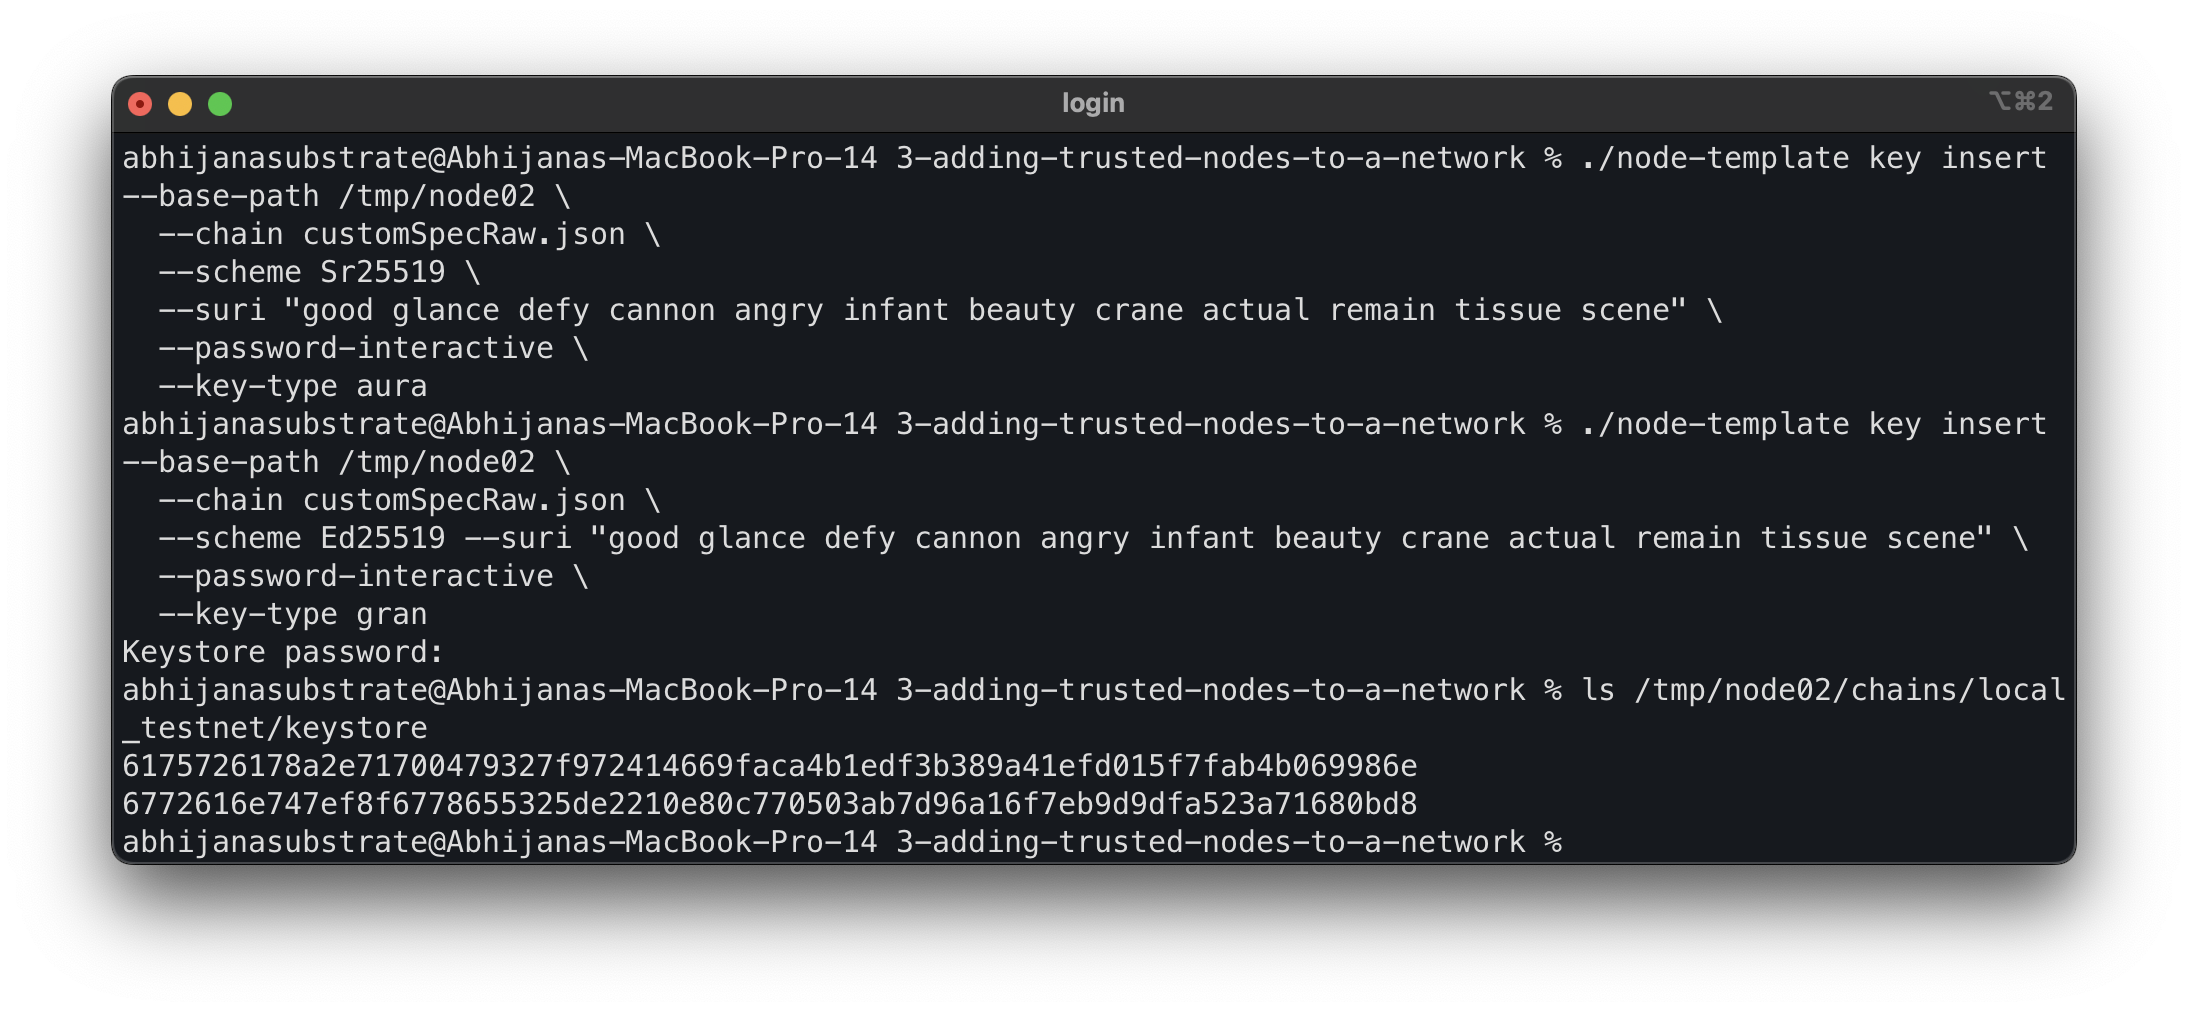 login
⌥⌘2
abhijanasubstrate@Abhijanas-MacBook-Pro-14 3-adding-trusted-nodes-to-a-network % ./node-template key insert
--base-path /tmp/node02 \
  --chain customSpecRaw.json \
  --scheme Sr25519 \
  --suri "good glance defy cannon angry infant beauty crane actual remain tissue scene" \
  --password-interactive \
  --key-type aura
abhijanasubstrate@Abhijanas-MacBook-Pro-14 3-adding-trusted-nodes-to-a-network % ./node-template key insert
--base-path /tmp/node02 \
  --chain customSpecRaw.json \
  --scheme Ed25519 --suri "good glance defy cannon angry infant beauty crane actual remain tissue scene" \
  --password-interactive \
  --key-type gran
Keystore password:
abhijanasubstrate@Abhijanas-MacBook-Pro-14 3-adding-trusted-nodes-to-a-network % ls /tmp/node02/chains/local
_testnet/keystore
6175726178a2e71700479327f972414669faca4b1edf3b389a41efd015f7fab4b069986e
6772616e747ef8f6778655325de2210e80c770503ab7d96a16f7eb9d9dfa523a71680bd8
abhijanasubstrate@Abhijanas-MacBook-Pro-14 3-adding-trusted-nodes-to-a-network %